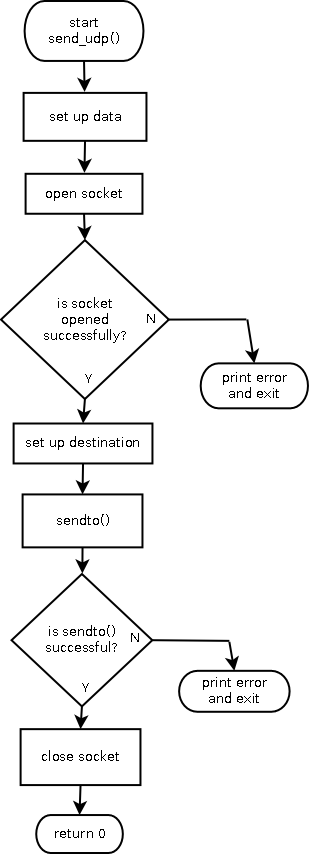 start
send_udp()
set up data
open socket
is socket
opened
successfully?
N
Y
print error
and exit
set up destination
sendto()
is sendto()
successful?
N
Y
print error
and exit
close socket
return 0